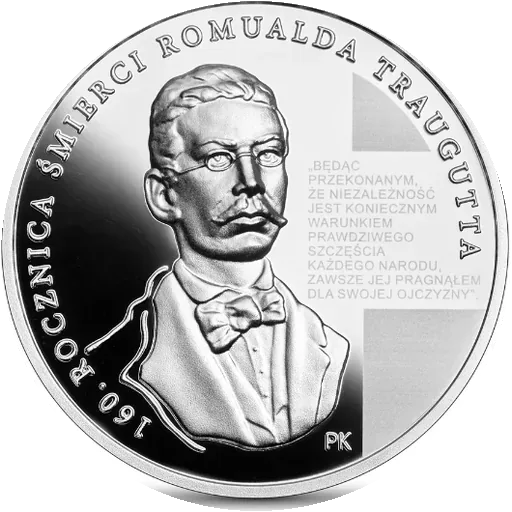 160. ROCZNICA ŚMIERCI ROMUALDA TRAUGUTTA
„BĘDĄC
PRZEKONANYM,
ŻE NIEZALEŻNOŚĆ
JEST KONIECZNYM
WARUNKIEM
PRAWDZIWEGO
SZCZĘŚCIA
KAŻDEGO NARODU,
ZAWSZE JEJ PRAGNĄŁEM
DLA SWOJEJ OJCZYZNY”.
PK